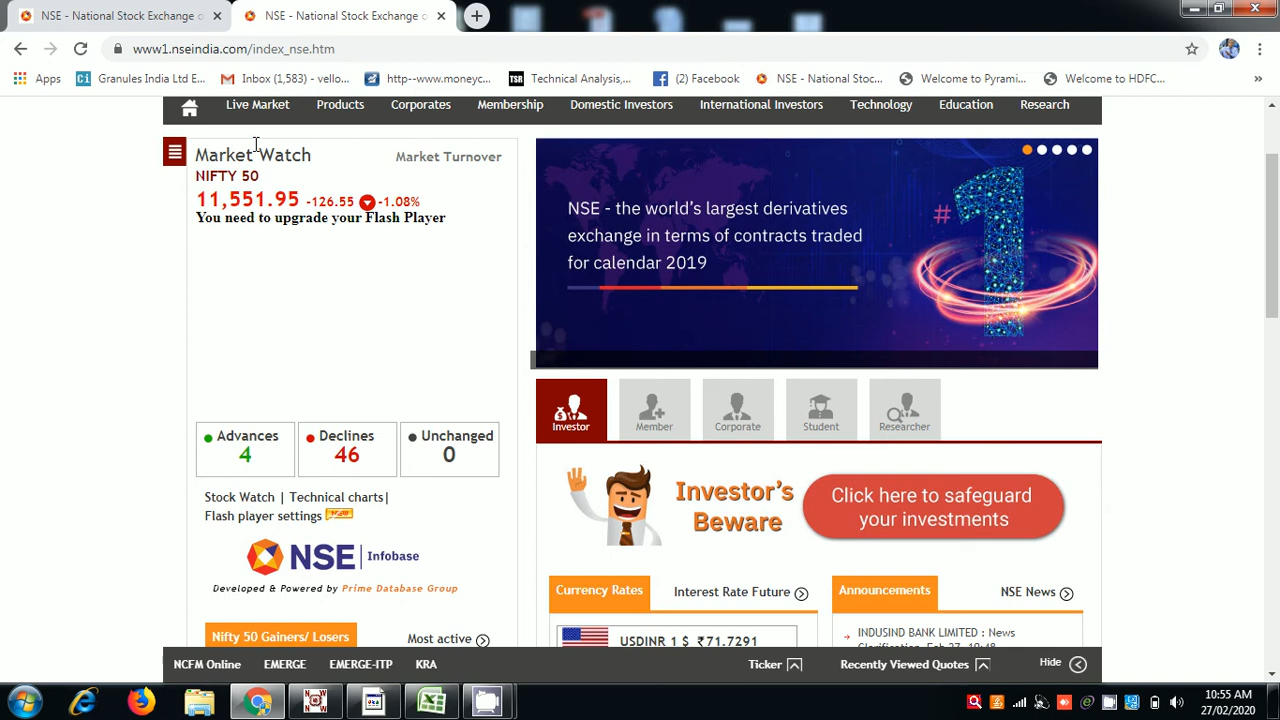 NSE - National Stock Exchange o
NSE - National Stock Exchange o
www1.nseindia.com/index_nse.htm
Apps
Granules India Ltd E...
Inbox (1,583) - vello...
http--www.moneyc...
Technical Analysis,...
(2) Facebook
NSE - National Stoc...
Welcome to Pyrami...
Welcome to HDFC...
Live Market
Products
Corporates
Membership
Domestic Investors
International Investors
Technology
Education
Research
Market Watch
Market Turnover
NIFTY 50
11,551.95 -126.55 -1.08%
You need to upgrade your Flash Player
NSE - the world's largest derivatives
exchange in terms of contracts traded
for calendar 2019
#1
Investor
Member
Corporate
Student
Researcher
Advances
4
Declines
46
Unchanged
0
Stock Watch | Technical charts|
Flash player settings
NSE Infobase
Developed & Powered by Prime Database Group
Investor's
Beware
Click here to safeguard
your investments
Currency Rates
Interest Rate Future
Announcements
NSE News
USDINR 1 $ ₹71.7291
INDUSIND BANK LIMITED : News
Nifty 50 Gainers/ Losers
Most active
NCFM Online
EMERGE
EMERGE-ITP
KRA
Ticker
Recently Viewed Quotes
Hide
10:55 AM
27/02/2020